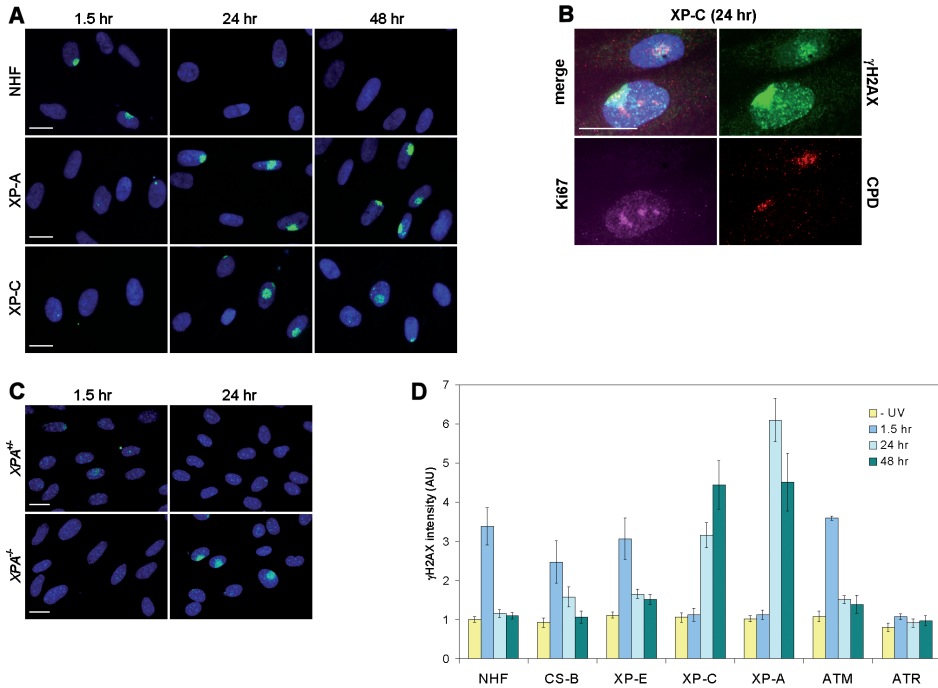 A
1.5 hr 24 hr 48 hr
NHF
XP-A
XP-C
B
XP-C (24 hr)
merge
γH2AX
Ki67
CPD
C
1.5 hr 24 hr
XPA+/-
XPA-/-
D
γH2AX intensity (AU)
7
6
5
4
3
2
1
0
- UV
1.5 hr
24 hr
48 hr
NHF CS-B XP-E XP-C XP-A ATM ATR